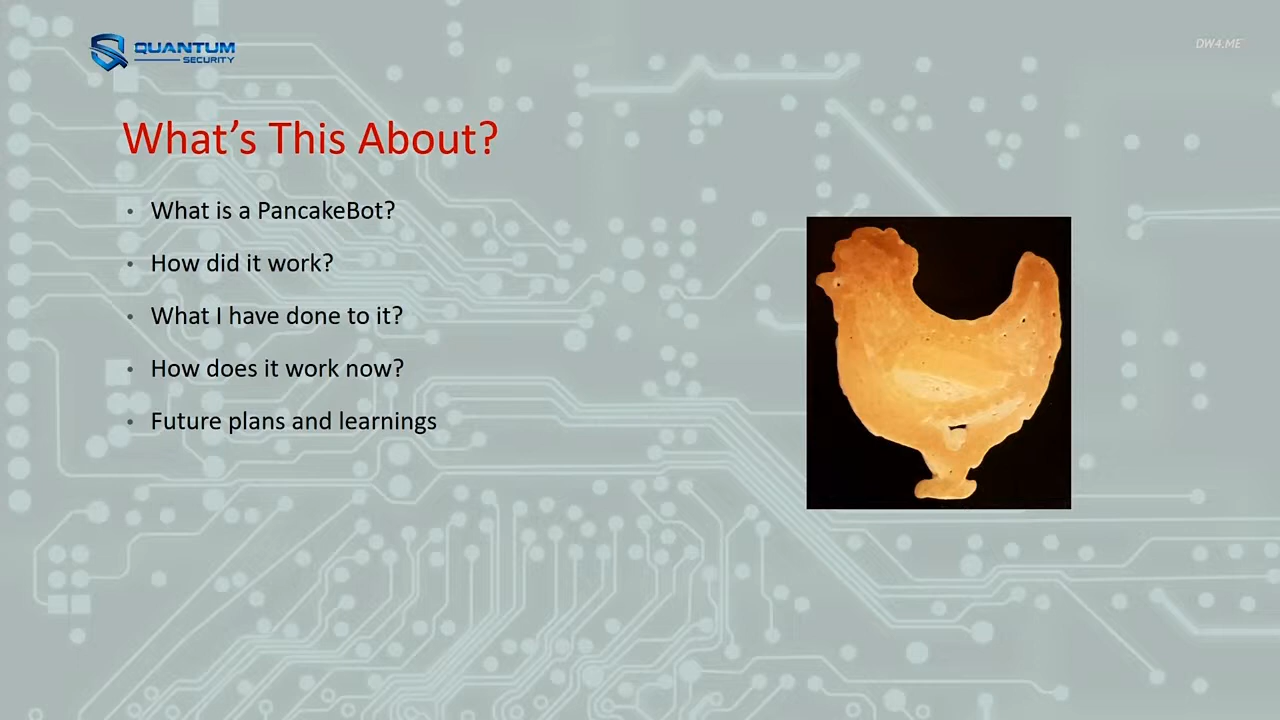 QUANTUM
SECURITY
DW4.ME
What's This About?
• What is a PancakeBot?
• How did it work?
• What I have done to it?
• How does it work now?
• Future plans and learnings